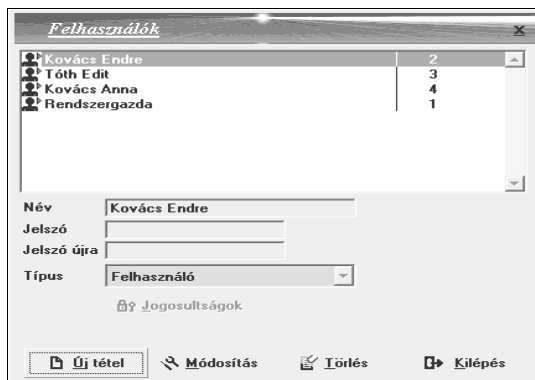 Felhasználók
x
Kovács Endre 2
Tóth Edit 3
Kovács Anna 4
Rendszergazda 1
Név Kovács Endre
Jelszó
Jelszó újra
Típus Felhasználó
Jogosultságok
Új tétel Módosítás Törlés Kilépés